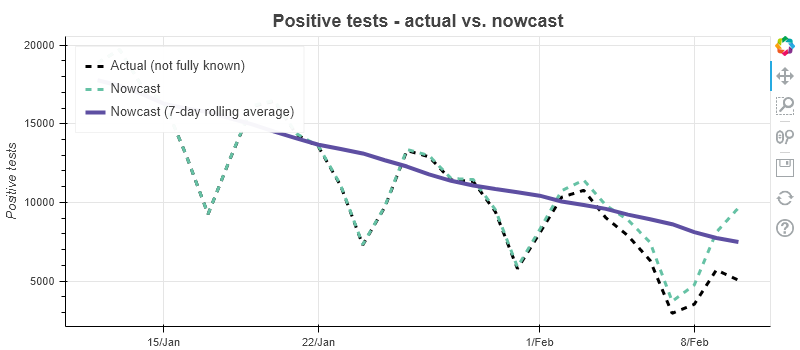 Positive tests - actual vs. nowcast
20000
15000
10000
5000
Positive tests
Actual (not fully known)
Nowcast
Nowcast (7-day rolling average)
15/Jan
22/Jan
1/Feb
8/Feb